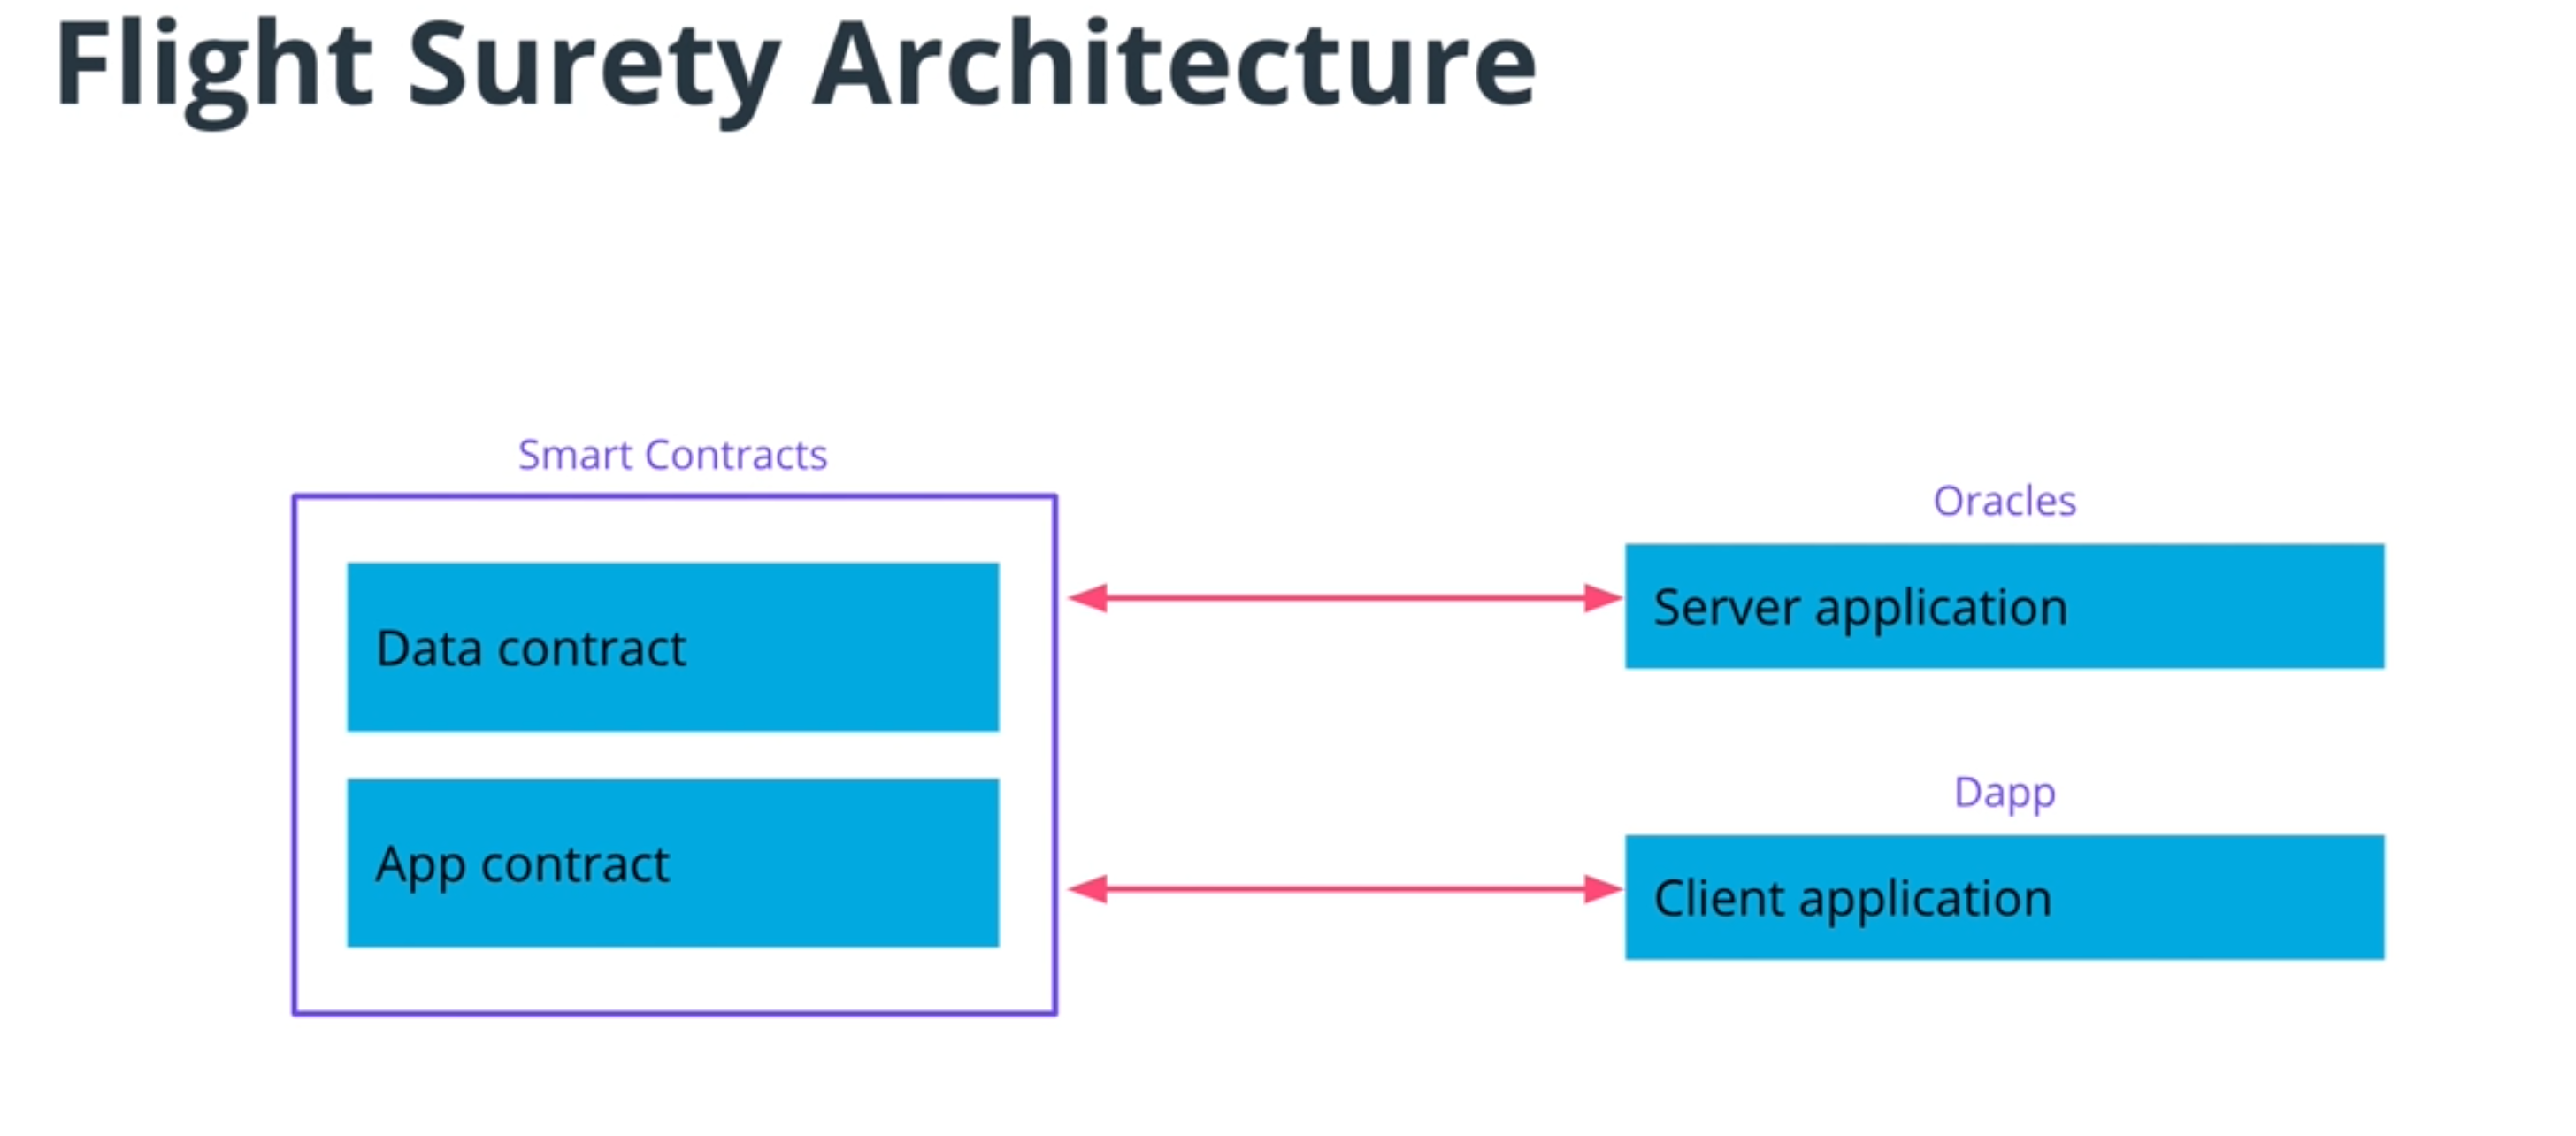 Flight Surety Architecture
Smart Contracts
Data contract
App contract
Oracles
Server application
Dapp
Client application